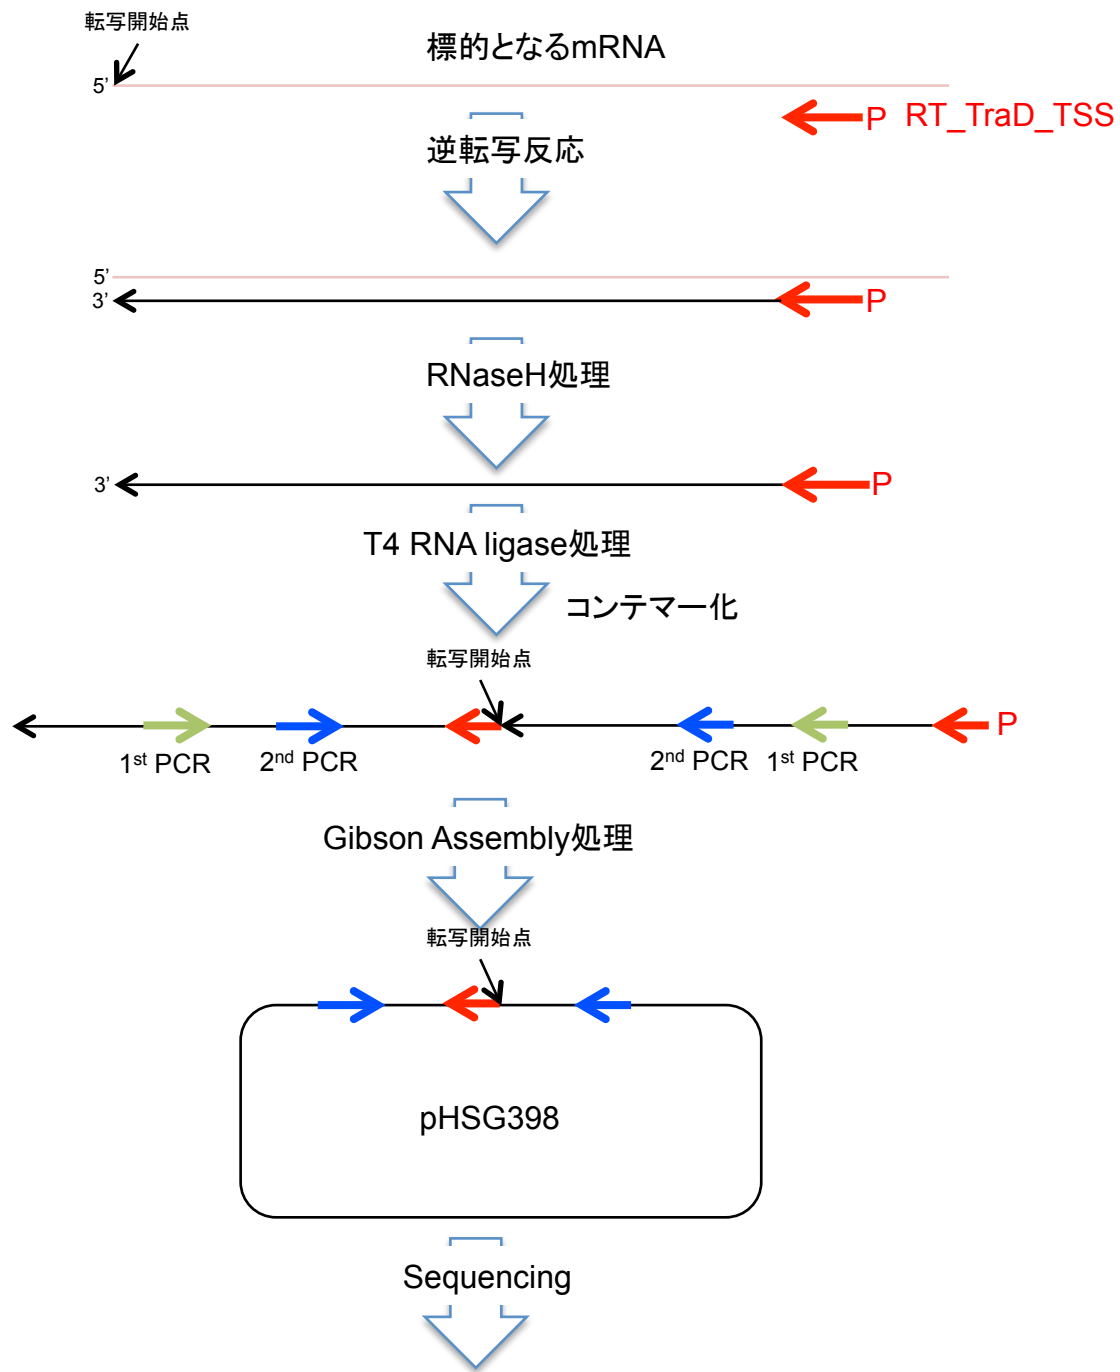 転写開始点
標的となるmRNA
5’
P RT_TraD_TSS
逆転写反応
5’
3’
P
RNaseH処理
3’
P
T4 RNA ligase処理
コンテマー化
転写開始点
P
1st PCR
2nd PCR
2nd PCR
1st PCR
Gibson Assembly処理
転写開始点
pHSG398
Sequencing